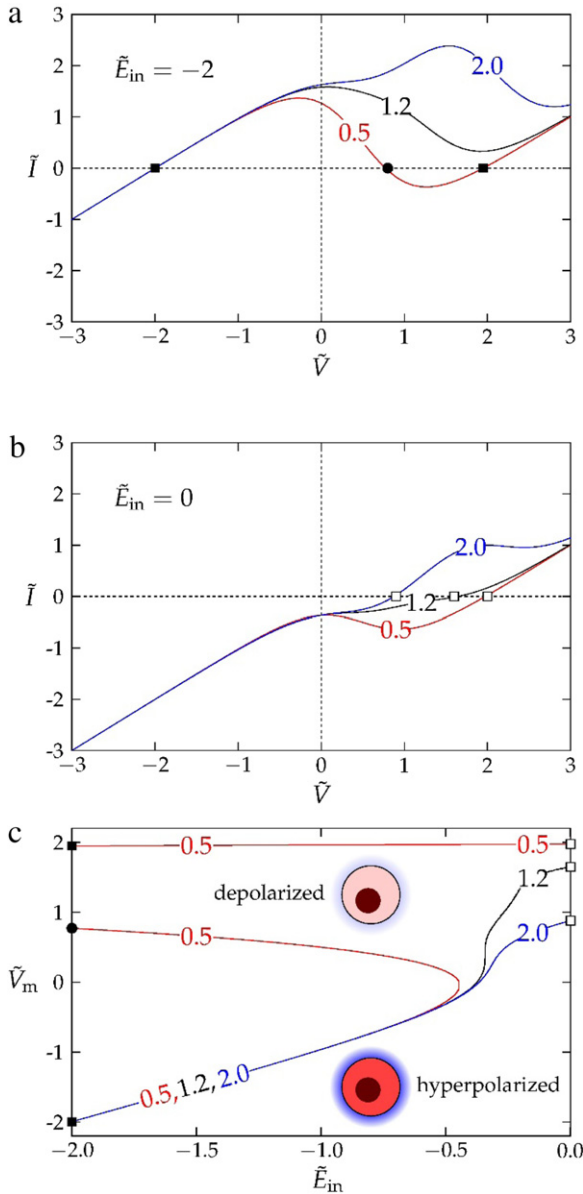 a
3
2
1
0
-1
-2
-3
Ĩ
Ẽin = −2
2.0
1.2
0.5
−3 −2 −1 0 1 2 3
Ṽ
b
3
2
1
0
-1
-2
-3
Ĩ
Ẽin = 0
2.0
1.2
0.5
−3 −2 −1 0 1 2 3
Ṽ
c
2
1
0
-1
-2
Ṽm
0.5 0.5
depolarized
1.2
0.5
2.0
0.5,1.2,2.0
hyperpolarized
−2.0 −1.5 −1.0 −0.5 0.0
Ẽin